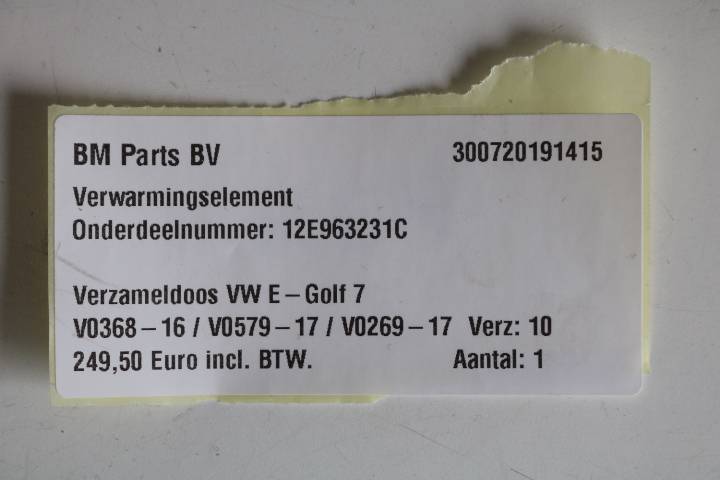 BM Parts BV 300720191415
Verwarmingselement
Onderdeelnummer: 12E963231C
Verzameldoos VW E-Golf 7
V0368-16 / V0579-17 / V0269-17 Verz: 10
249,50 Euro incl. BTW. Aantal: 1